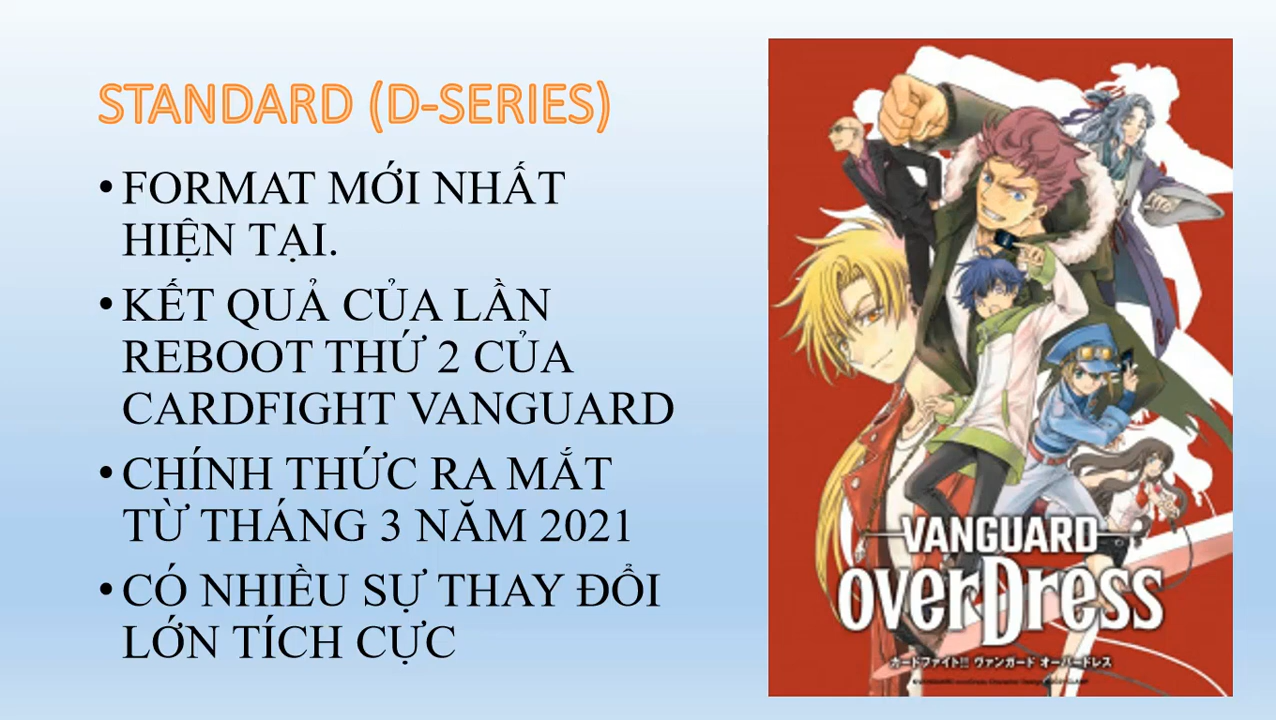 STANDARD (D-SERIES)
• FORMAT MỚI NHẤT
HIỆN TẠI.
• KẾT QUẢ CỦA LẦN
REBOOT THỨ 2 CỦA
CARDFIGHT VANGUARD
• CHÍNH THỨC RA MẮT
TỪ THÁNG 3 NĂM 2021
• CÓ NHIỀU SỰ THAY ĐỔI
LỚN TÍCH CỰC
VANGUARD
overDress
カードファイト!! ヴァンガード オーバードレス